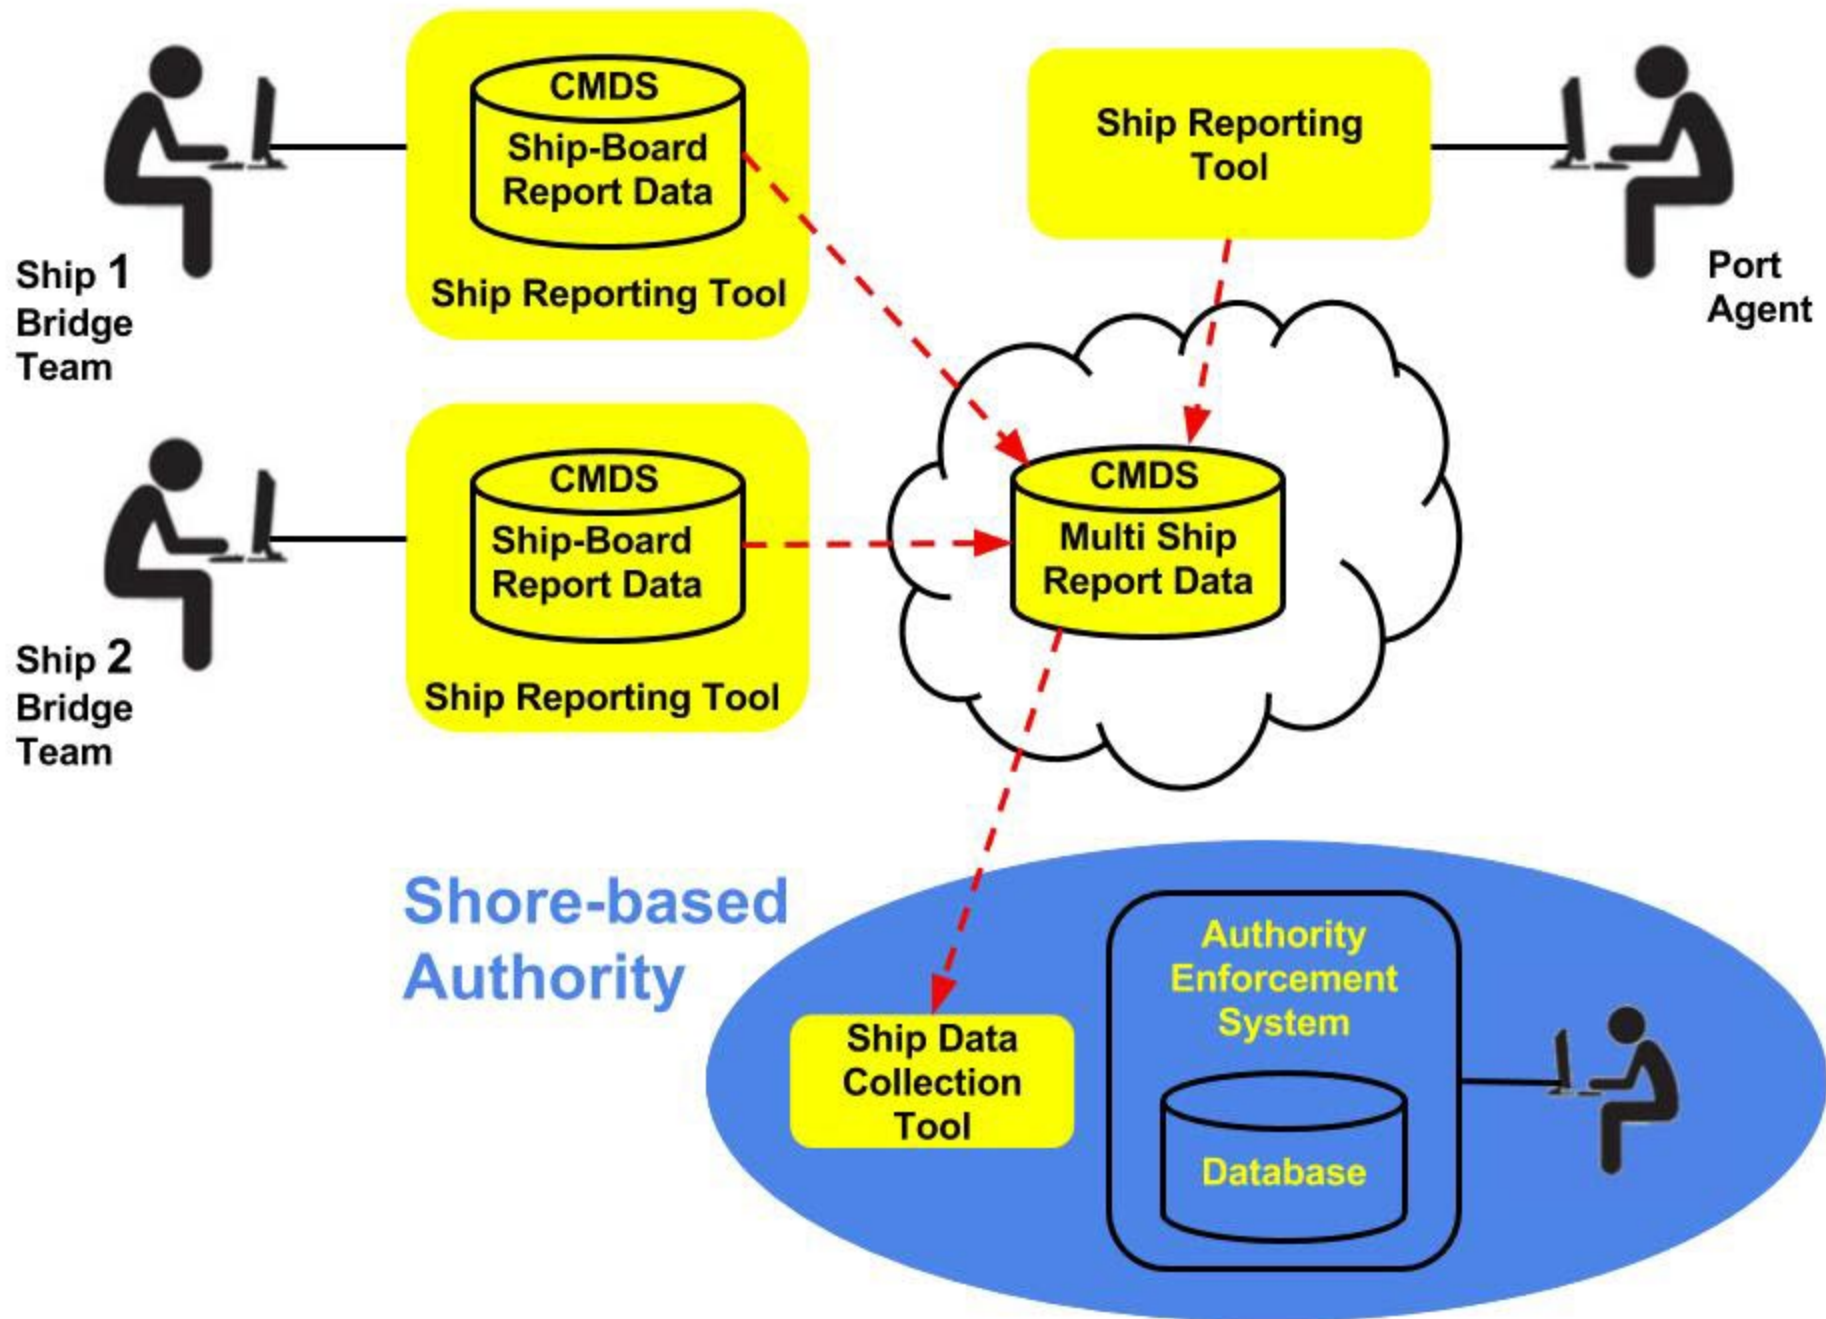 CMDS
Ship-Board
Report Data
Ship Reporting Tool
Ship 1
Bridge
Team
Ship Reporting
Tool
Port
Agent
CMDS
Ship-Board
Report Data
Ship Reporting Tool
Ship 2
Bridge
Team
CMDS
Multi Ship
Report Data
Shore-based
Authority
Ship Data
Collection
Tool
Authority
Enforcement
System
Database